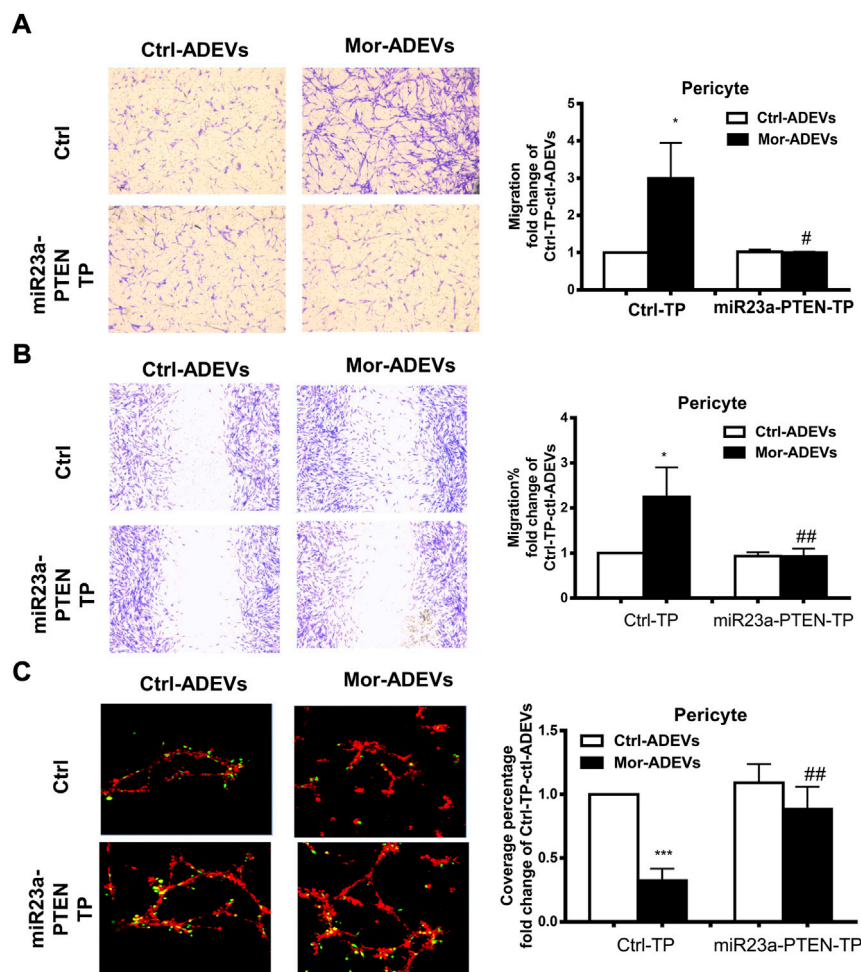 A
Ctrl-ADEVs
Mor-ADEVs
Ctrl
miR23a-
PTEN
TP
Pericyte
Ctrl-ADEVs
Mor-ADEVs
Migration
fold change of
Ctrl-TP-ctl-ADEVs
5
4
3
2
1
0
*
#
Ctrl-TP
miR23a-PTEN-TP
B
Ctrl-ADEVs
Mor-ADEVs
Ctrl
miR23a-
PTEN
TP
Pericyte
Ctrl-ADEVs
Mor-ADEVs
Migration%
fold change of
Ctrl-TP-ctl-ADEVs
4
3
2
1
0
*
##
Ctrl-TP
miR23a-PTEN-TP
C
Ctrl-ADEVs
Mor-ADEVs
Ctrl
miR23a-
PTEN
TP
Pericyte
Ctrl-ADEVs
Mor-ADEVs
Coverage percentage
fold change of Ctrl-TP-ctl-ADEVs
1.5
1.0
0.5
0.0
***
##
Ctrl-TP
miR23a-PTEN-TP